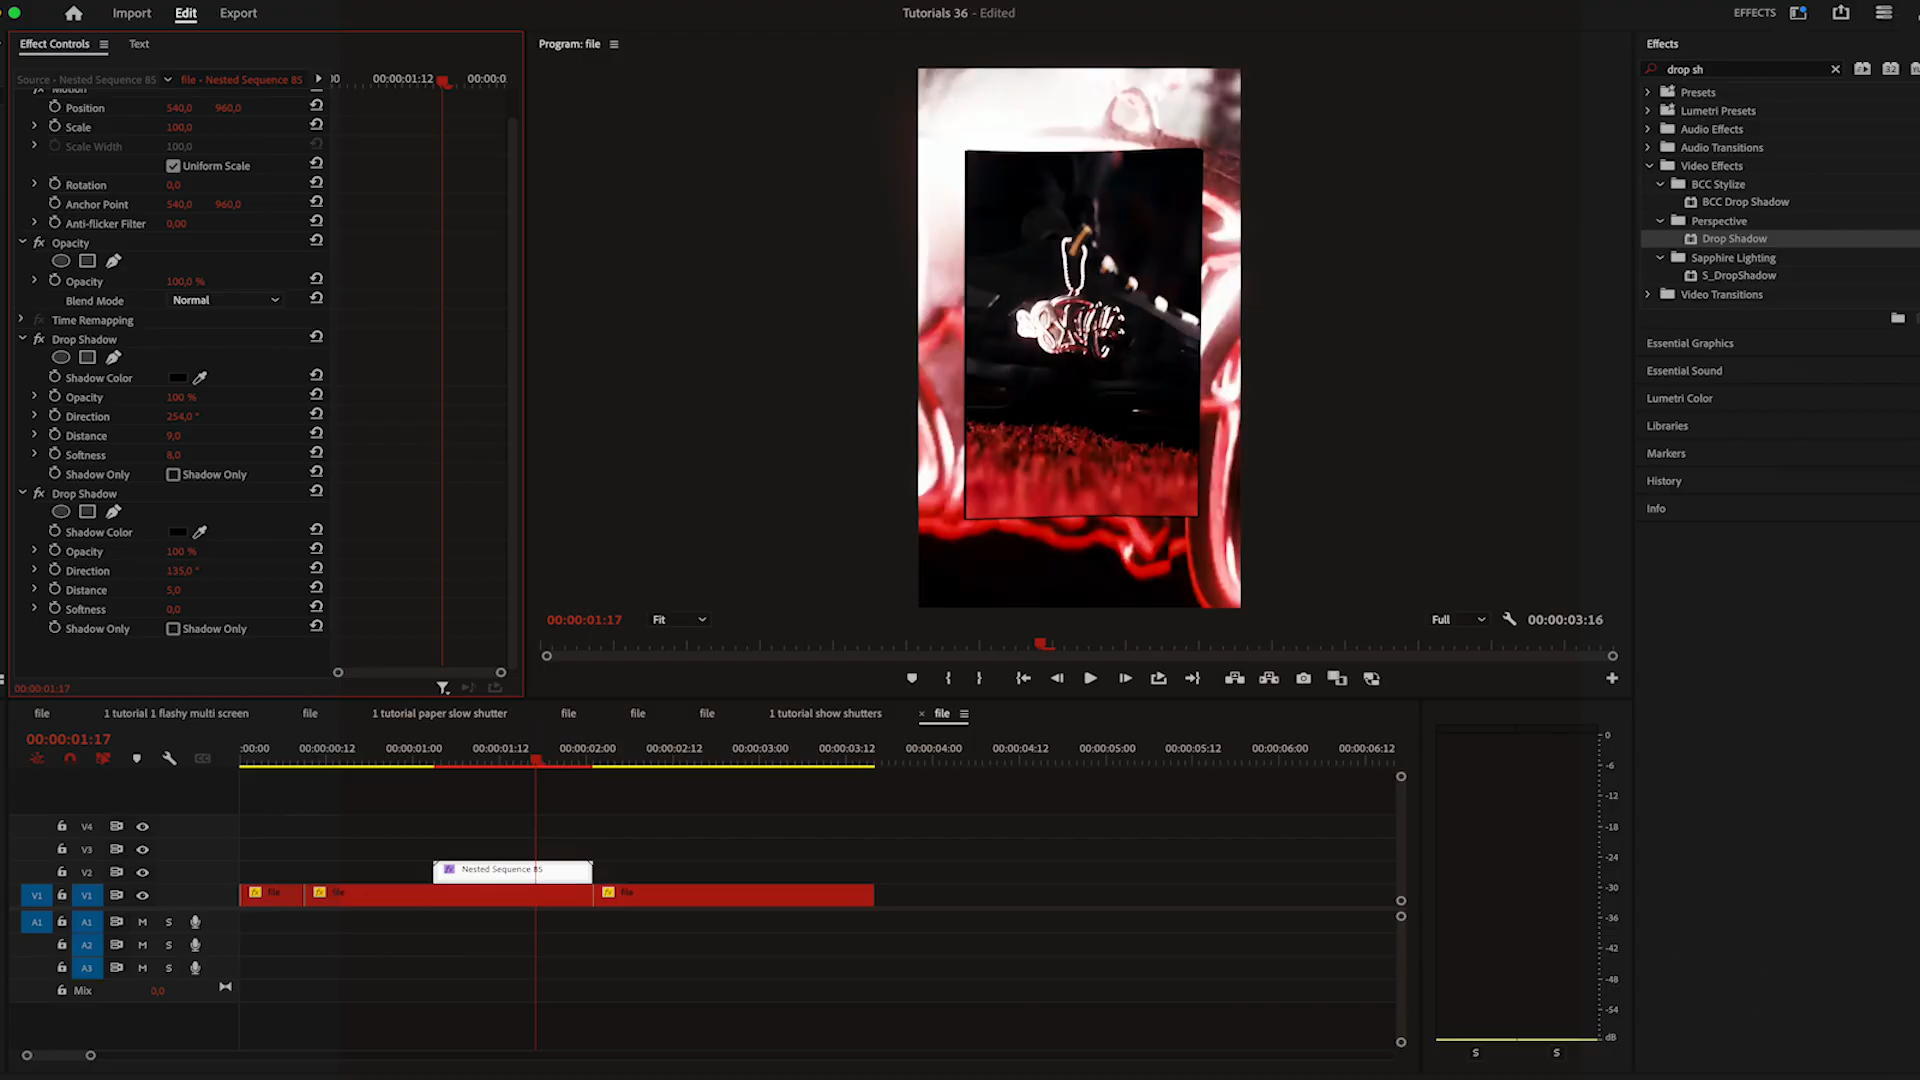 Import
Edit
Export
Tutorials 36 - Edited
EFFECTS
Effect Controls
Text
Source - Nested Sequence 85
file - Nested Sequence 85
:00
00:00:01:12
00:00:0
Motion
Position 540,0 960,0
Scale 100,0
Scale Width 100,0
Uniform Scale
Rotation 0,0
Anchor Point 540,0 960,0
Anti-flicker Filter 0,00
fx Opacity
Opacity 100,0 %
Blend Mode Normal
fx Time Remapping
fx Drop Shadow
Shadow Color
Opacity 100 %
Direction 254,0 °
Distance 9,0
Softness 8,0
Shadow Only Shadow Only
fx Drop Shadow
Shadow Color
Opacity 100 %
Direction 135,0 °
Distance 5,0
Softness 0,0
Shadow Only Shadow Only
00:00:01:17
Program: file
00:00:01:17
Fit
Full
00:00:03:16
Effects
drop sh
32
Presets
Lumetri Presets
Audio Effects
Audio Transitions
Video Effects
BCC Stylize
BCC Drop Shadow
Perspective
Drop Shadow
Sapphire Lighting
S_DropShadow
Video Transitions
Essential Graphics
Essential Sound
Lumetri Color
Libraries
Markers
History
Info
file
1 tutorial 1 flashy multi screen
file
1 tutorial paper slow shutter
file
file
file
1 tutorial show shutters
× file
00:00:01:17
:00:00
00:00:00:12
00:00:01:00
00:00:01:12
00:00:02:00
00:00:02:12
00:00:03:00
00:00:03:12
00:00:04:00
00:00:04:12
00:00:05:00
00:00:05:12
00:00:06:00
00:00:06:12
V4
V3
V2
fx Nested Sequence 85
V1 V1
fx file
fx file
fx file
A1 A1 M S
A2 M S
A3 M S
Mix 0,0
0
-6
-12
-18
-24
-30
-36
-42
-48
-54
dB
S S